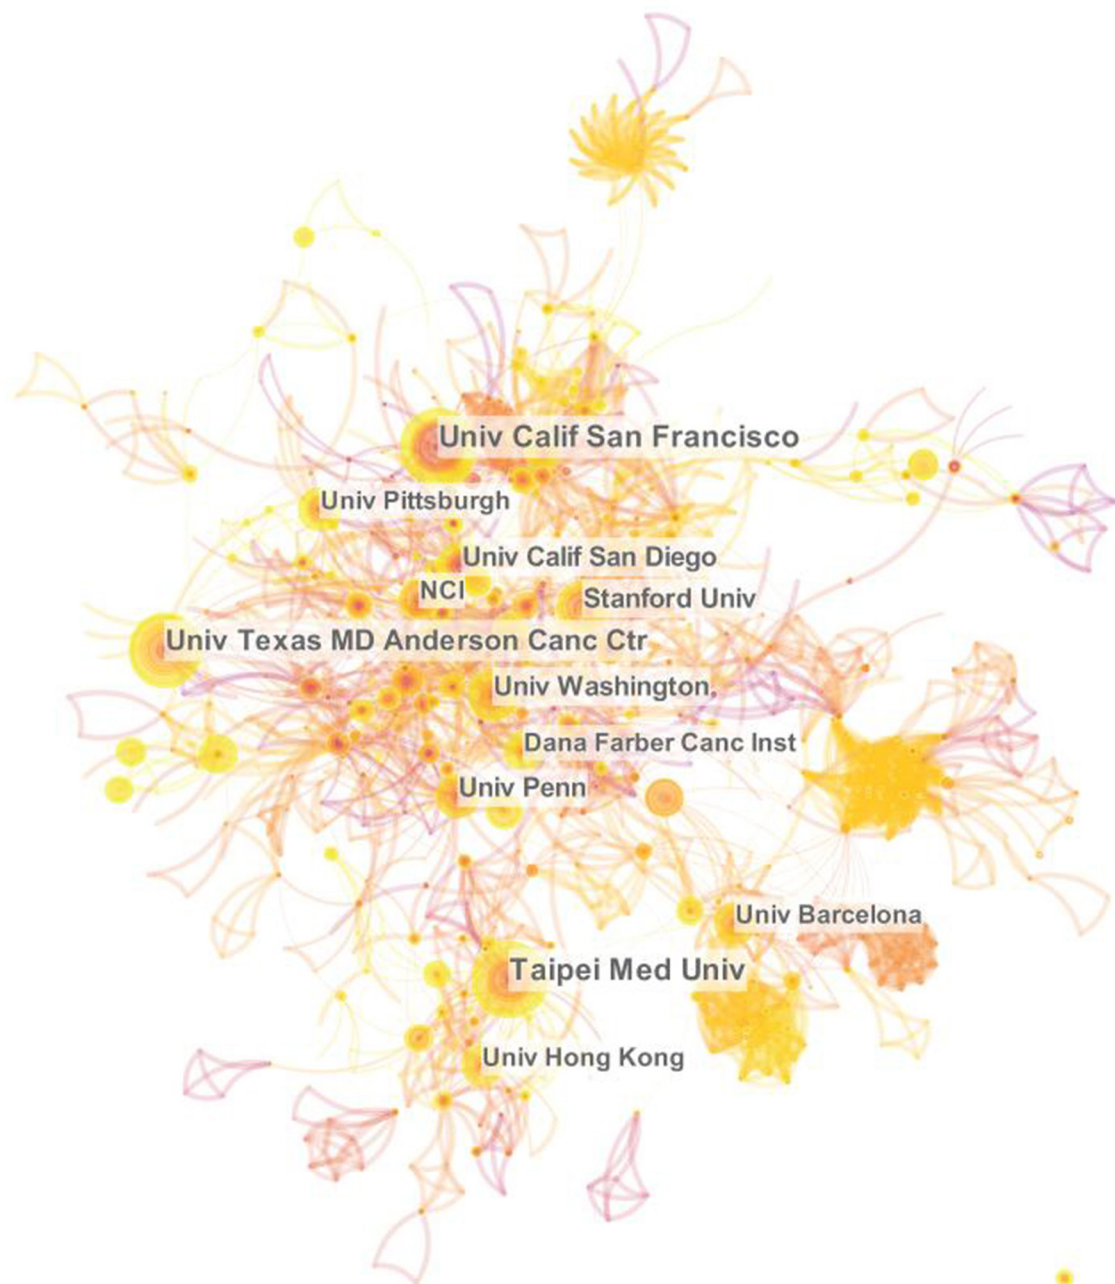 Univ Calif San Francisco
Univ Pittsburgh
Univ Calif San Diego
NCI
Stanford Univ
Univ Texas MD Anderson Canc Ctr
Univ Washington
Dana Farber Canc Inst
Univ Penn
Univ Barcelona
Taipei Med Univ
Univ Hong Kong